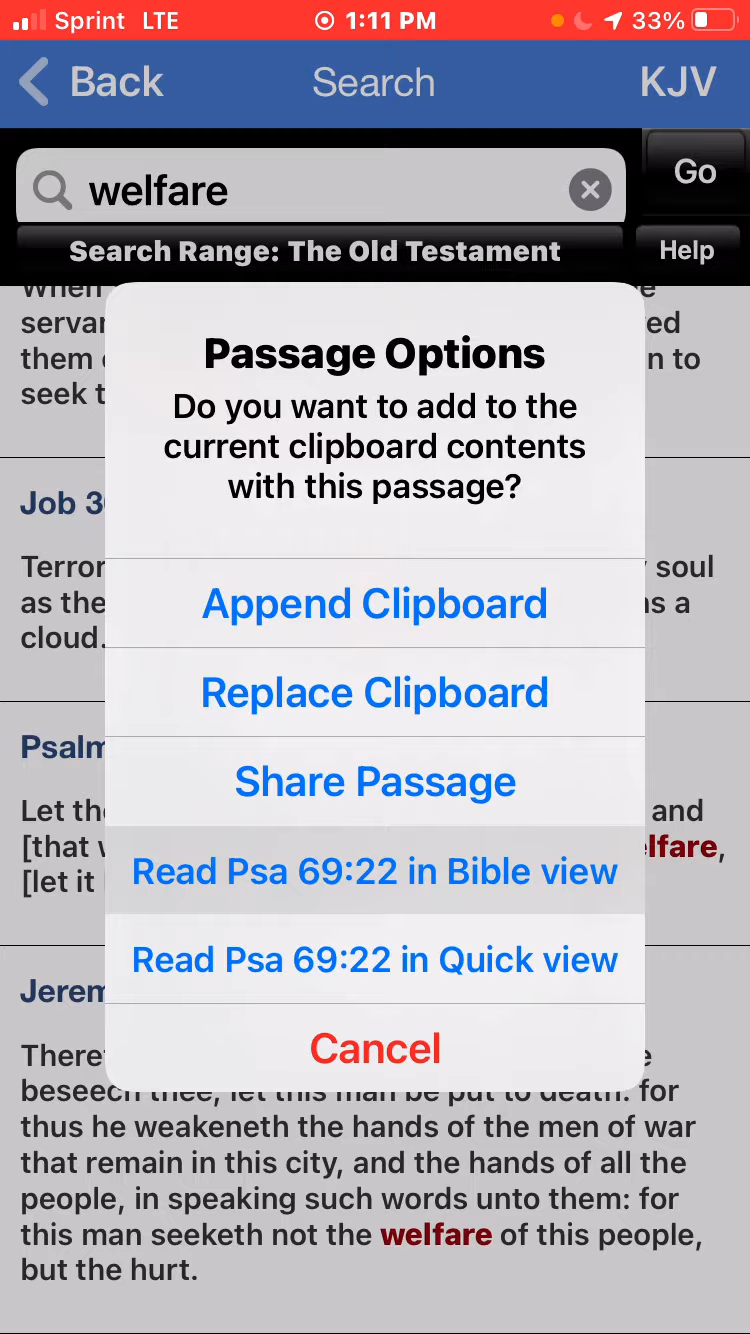 Sprint LTE 1:11 PM 33%
Back Search KJV
welfare Go
Search Range: The Old Testament Help
When
servar ed
them n to
seek t
Passage Options
Do you want to add to the
current clipboard contents
with this passage?
Job 3
Terror soul
as the as a
cloud.
Append Clipboard
Replace Clipboard
Psalm
Share Passage
Let the and
[that w elfare,
[let it
Read Psa 69:22 in Bible view
Read Psa 69:22 in Quick view
Jerem
Cancel
There e
beseech thee, let this man be put to death: for
thus he weakeneth the hands of the men of war
that remain in this city, and the hands of all the
people, in speaking such words unto them: for
this man seeketh not the welfare of this people,
but the hurt.